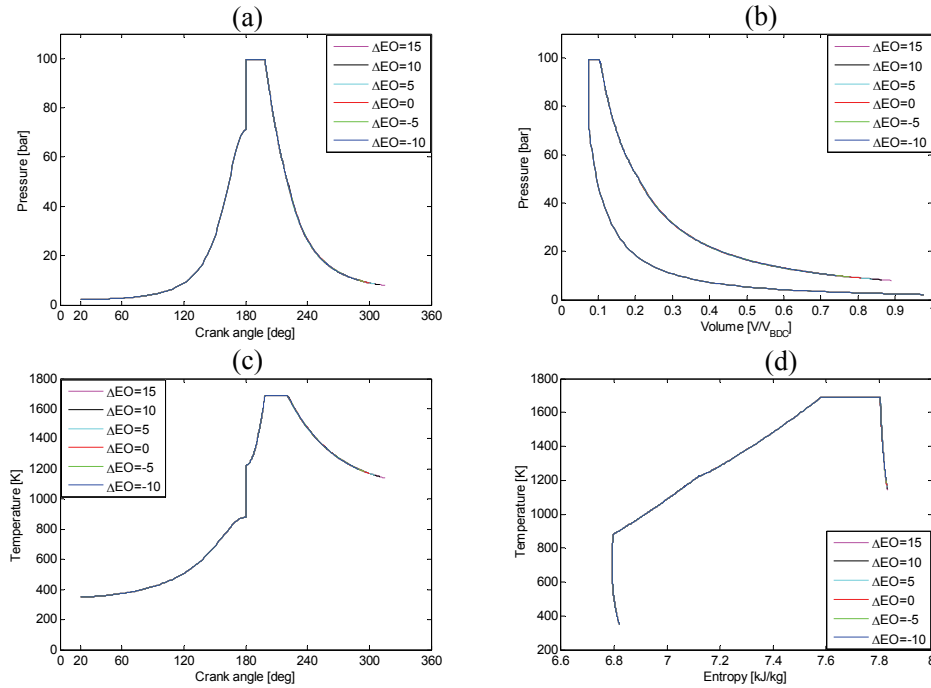 (a)
100
80
60
40
20
0
Pressure [bar]
0 20 60 120 180 240 300 360
Crank angle [deg]
ΔEO=15
ΔEO=10
ΔEO=5
ΔEO=0
ΔEO=-5
ΔEO=-10
(b)
100
80
60
40
20
0
Pressure [bar]
0 0.1 0.2 0.3 0.4 0.5 0.6 0.7 0.8 0.9 1
Volume [V/VBDC]
ΔEO=15
ΔEO=10
ΔEO=5
ΔEO=0
ΔEO=-5
ΔEO=-10
(c)
1800
1600
1400
1200
1000
800
600
400
200
0
Temperature [K]
0 20 60 120 180 240 300 360
Crank angle [deg]
ΔEO=15
ΔEO=10
ΔEO=5
ΔEO=0
ΔEO=-5
ΔEO=-10
(d)
1800
1600
1400
1200
1000
800
600
400
200
Temperature [K]
6.6 6.8 7 7.2 7.4 7.6 7.8 8
Entropy [kJ/kg]
ΔEO=15
ΔEO=10
ΔEO=5
ΔEO=0
ΔEO=-5
ΔEO=-10